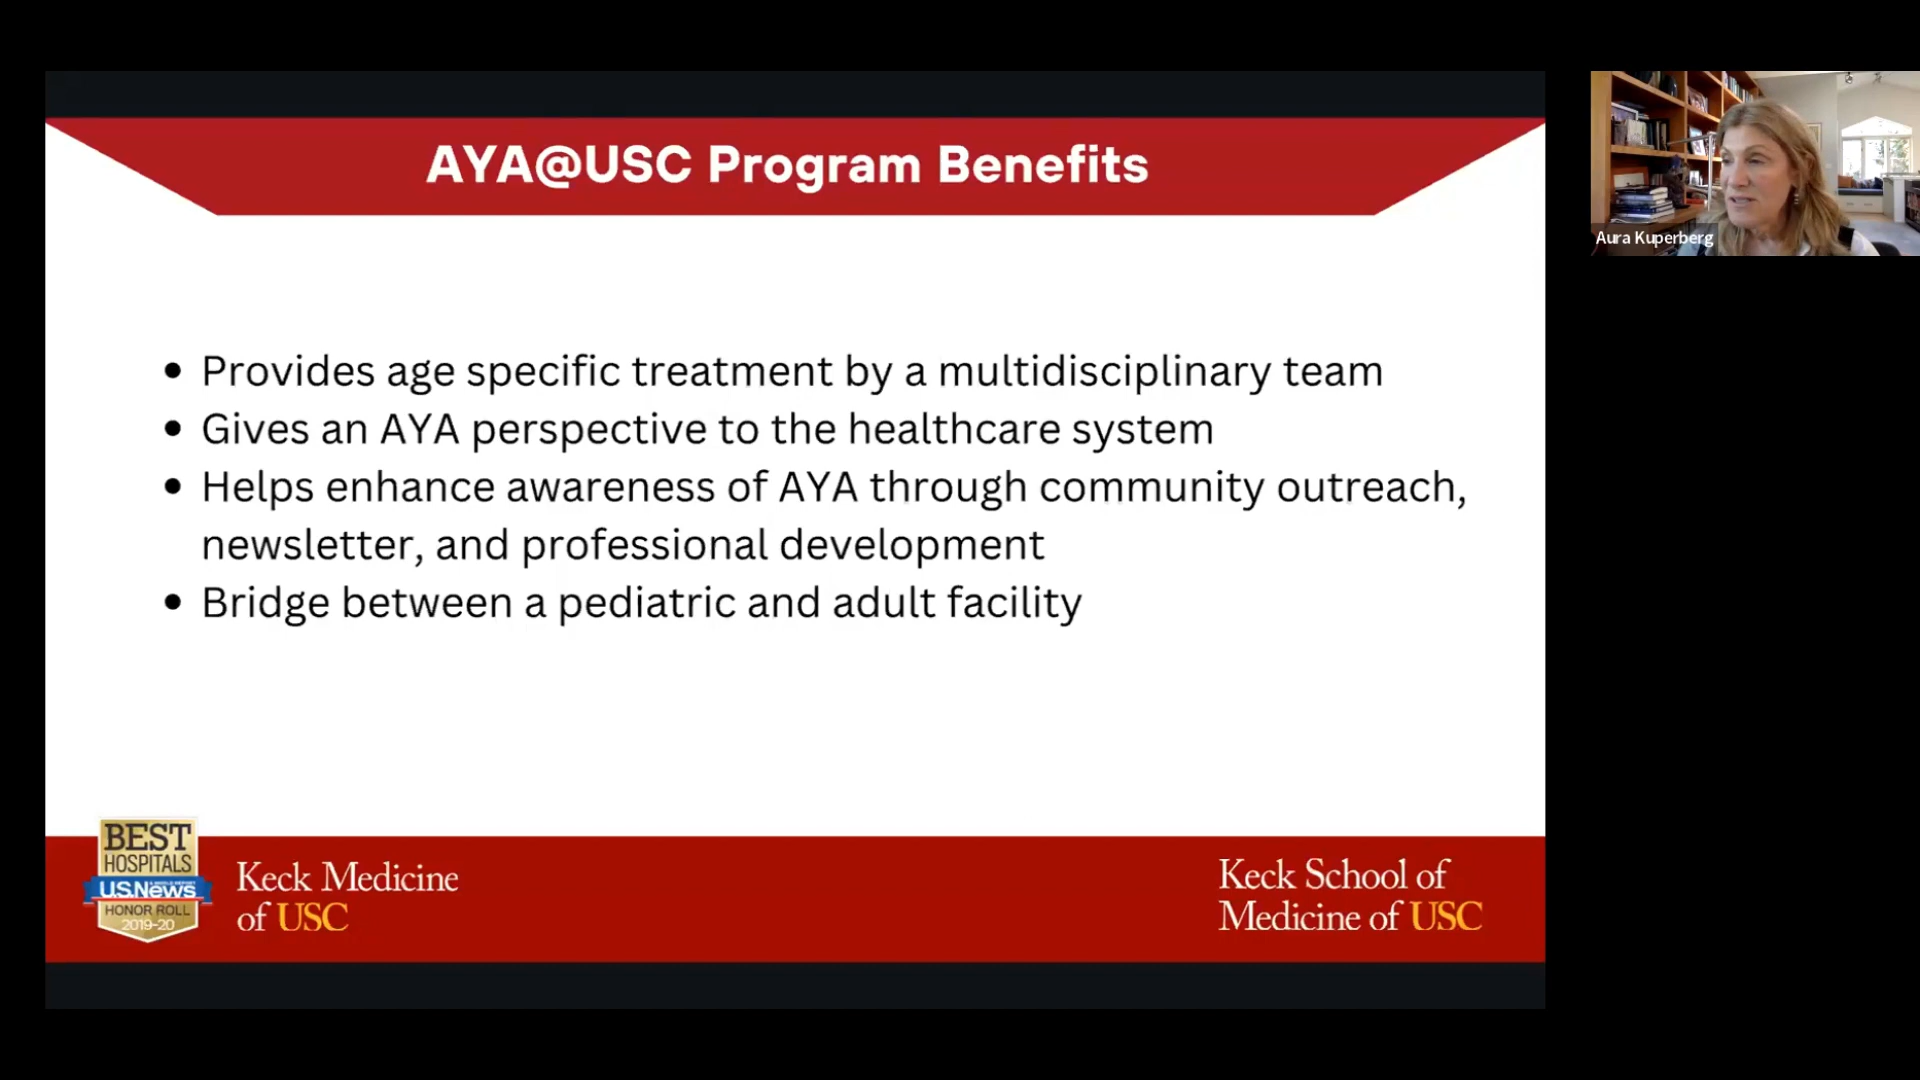 AYA@USC Program Benefits
Aura Kuperberg
• Provides age specific treatment by a multidisciplinary team
• Gives an AYA perspective to the healthcare system
• Helps enhance awareness of AYA through community outreach,
newsletter, and professional development
• Bridge between a pediatric and adult facility
BEST
HOSPITALS
U.S.News
HONOR ROLL
2019-20
Keck Medicine
of USC
Keck School of
Medicine of USC